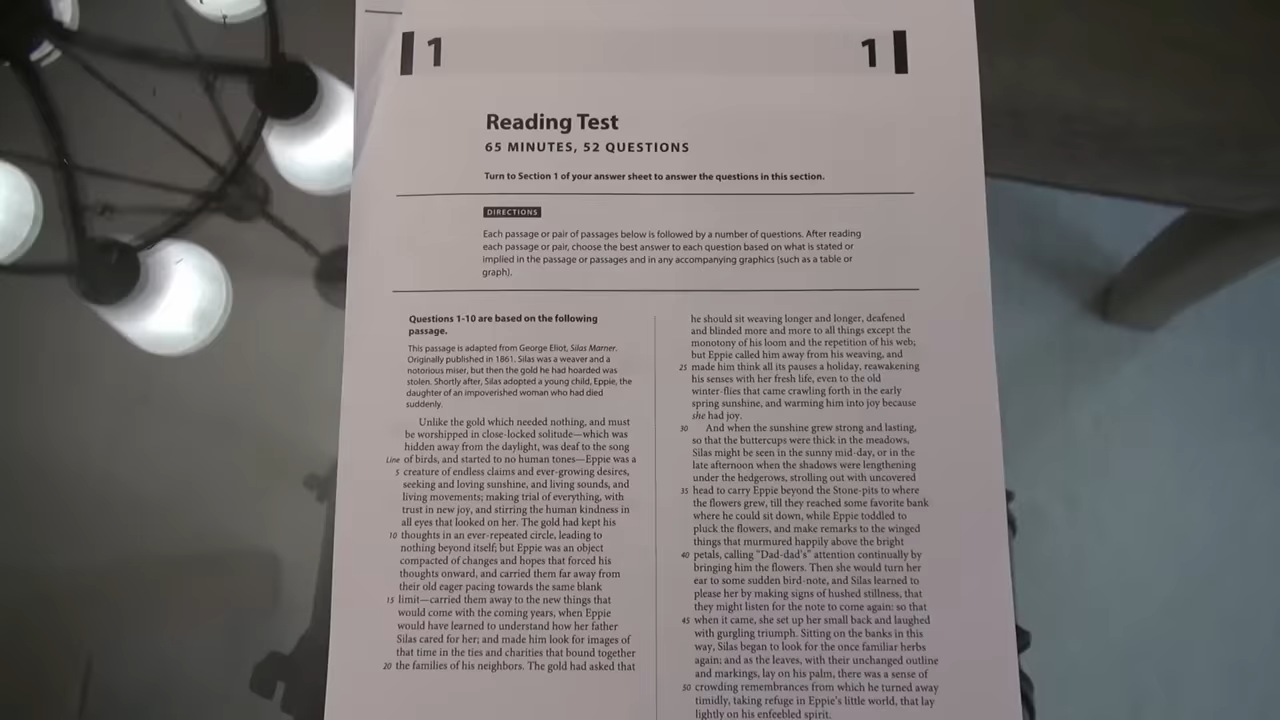 1
1
Reading Test
65 MINUTES, 52 QUESTIONS
Turn to Section 1 of your answer sheet to answer the questions in this section.
DIRECTIONS
Each passage or pair of passages below is followed by a number of questions. After reading
each passage or pair, choose the best answer to each question based on what is stated or
implied in the passage or passages and in any accompanying graphics (such as a table or
graph).
Questions 1-10 are based on the following
passage.
This passage is adapted from George Eliot, Silas Marner.
Originally published in 1861. Silas was a weaver and a
notorious miser, but then the gold he had hoarded was
stolen. Shortly after, Silas adopted a young child, Eppie, the
daughter of an impoverished woman who had died
suddenly.
Unlike the gold which needed nothing, and must
be worshipped in close-locked solitude—which was
hidden away from the daylight, was deaf to the song
Line of birds, and started to no human tones—Eppie was a
5 creature of endless claims and ever-growing desires,
seeking and loving sunshine, and living sounds, and
living movements; making trial of everything, with
trust in new joy, and stirring the human kindness in
all eyes that looked on her. The gold had kept his
10 thoughts in an ever-repeated circle, leading to
nothing beyond itself; but Eppie was an object
compacted of changes and hopes that forced his
thoughts onward, and carried them far away from
their old eager pacing towards the same blank
15 limit—carried them away to the new things that
would come with the coming years, when Eppie
would have learned to understand how her father
Silas cared for her; and made him look for images of
that time in the ties and charities that bound together
20 the families of his neighbors. The gold had asked that
he should sit weaving longer and longer, deafened
and blinded more and more to all things except the
monotony of his loom and the repetition of his web;
but Eppie called him away from his weaving, and
25 made him think all its pauses a holiday, reawakening
his senses with her fresh life, even to the old
winter-flies that came crawling forth in the early
spring sunshine, and warming him into joy because
she had joy.
30 And when the sunshine grew strong and lasting,
so that the buttercups were thick in the meadows,
Silas might be seen in the sunny mid-day, or in the
late afternoon when the shadows were lengthening
under the hedgerows, strolling out with uncovered
35 head to carry Eppie beyond the Stone-pits to where
the flowers grew, till they reached some favorite bank
where he could sit down, while Eppie toddled to
pluck the flowers, and make remarks to the winged
things that murmured happily above the bright
40 petals, calling "Dad-dad's" attention continually by
bringing him the flowers. Then she would turn her
ear to some sudden bird-note, and Silas learned to
please her by making signs of hushed stillness, that
they might listen for the note to come again: so that
45 when it came, she set up her small back and laughed
with gurgling triumph. Sitting on the banks in this
way, Silas began to look for the once familiar herbs
again; and as the leaves, with their unchanged outline
and markings, lay on his palm, there was a sense of
50 crowding remembrances from which he turned away
timidly, taking refuge in Eppie's little world, that lay
lightly on his enfeebled spirit.